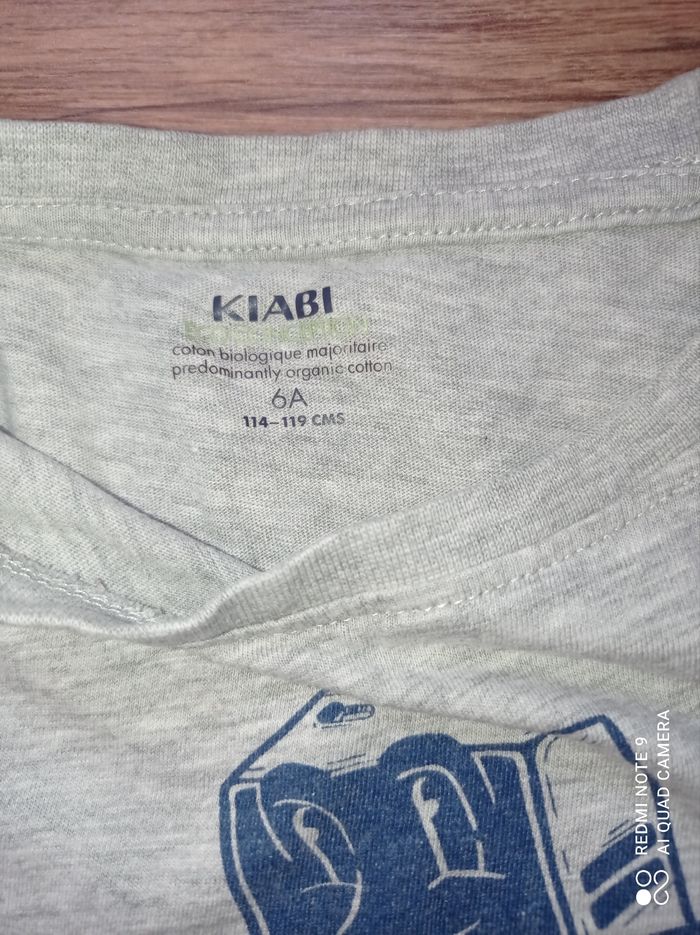 KIABI
coton biologique majoritaire
predominantly organic cotton
6A
114–119 CMS
REDMI NOTE 9
AI QUAD CAMERA